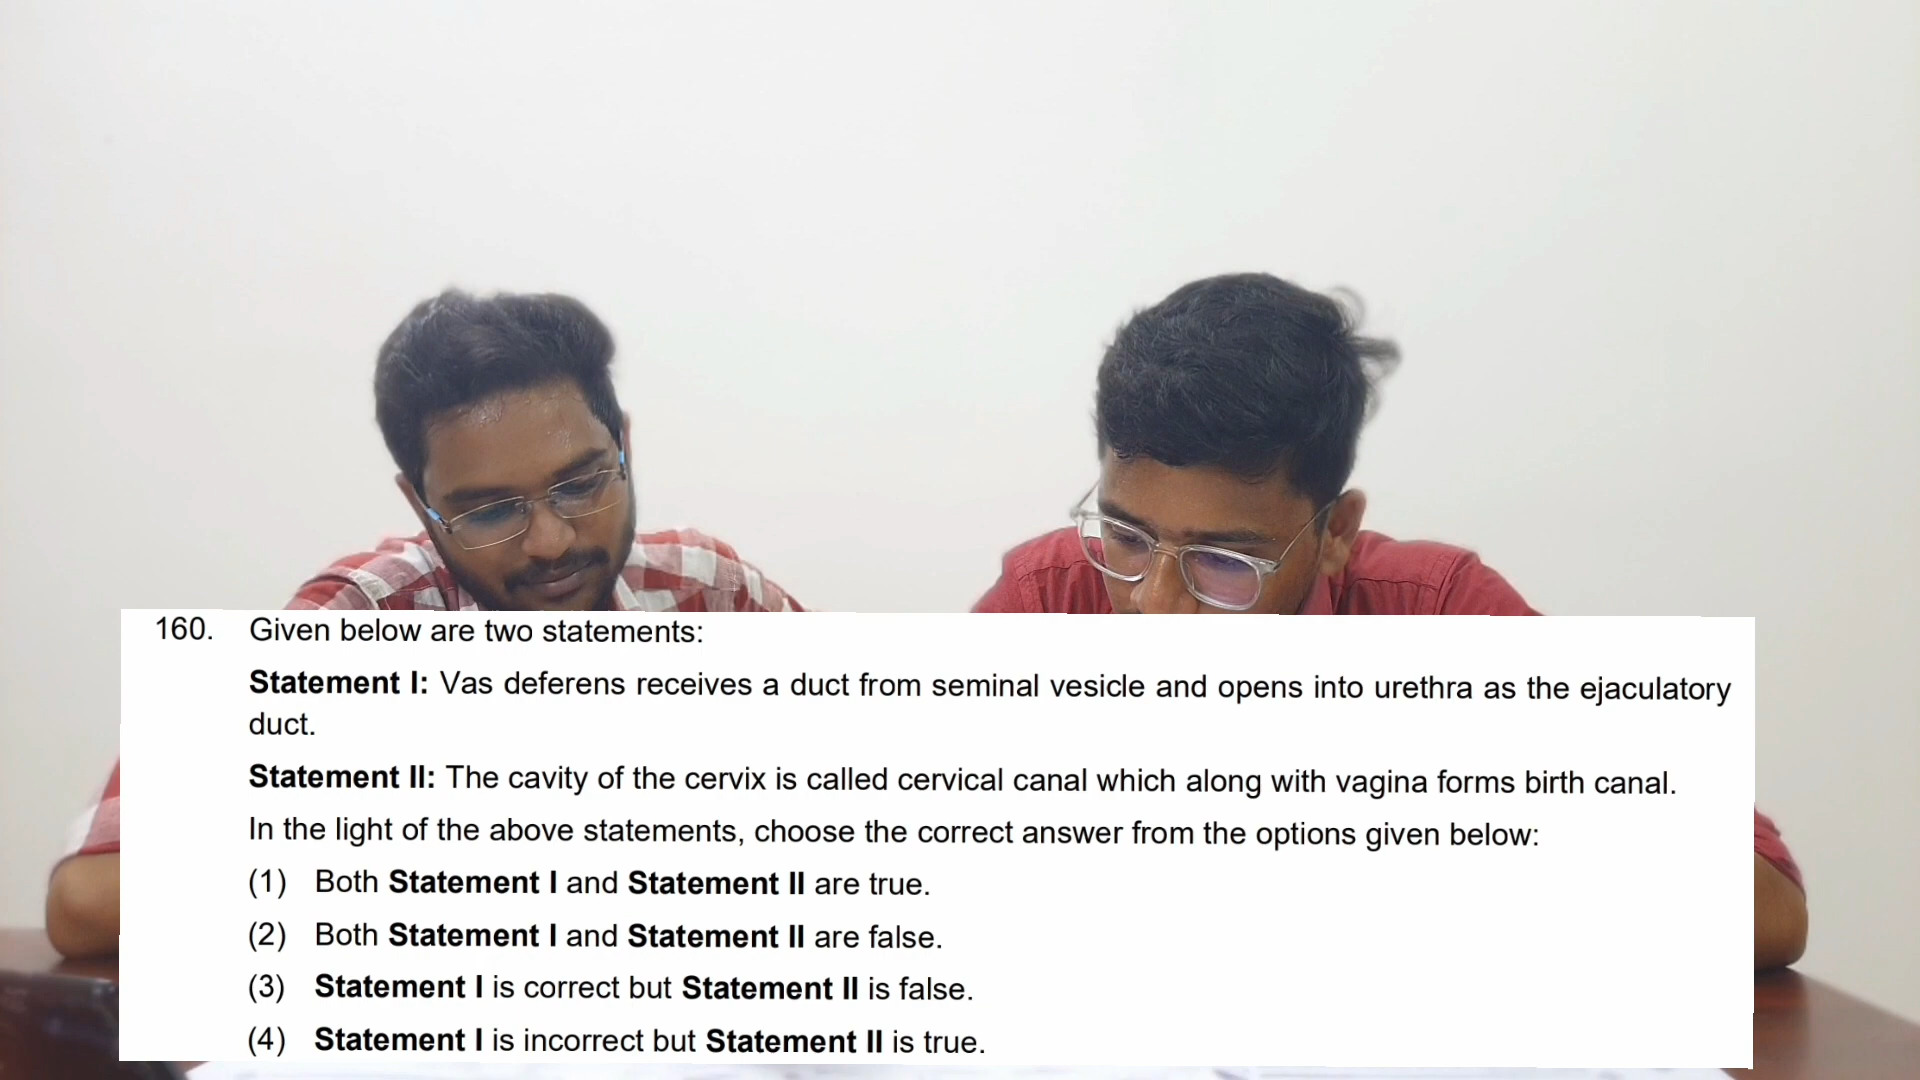 160. Given below are two statements:
Statement I: Vas deferens receives a duct from seminal vesicle and opens into urethra as the ejaculatory
duct.
Statement II: The cavity of the cervix is called cervical canal which along with vagina forms birth canal.
In the light of the above statements, choose the correct answer from the options given below:
(1) Both Statement I and Statement II are true.
(2) Both Statement I and Statement II are false.
(3) Statement I is correct but Statement II is false.
(4) Statement I is incorrect but Statement II is true.